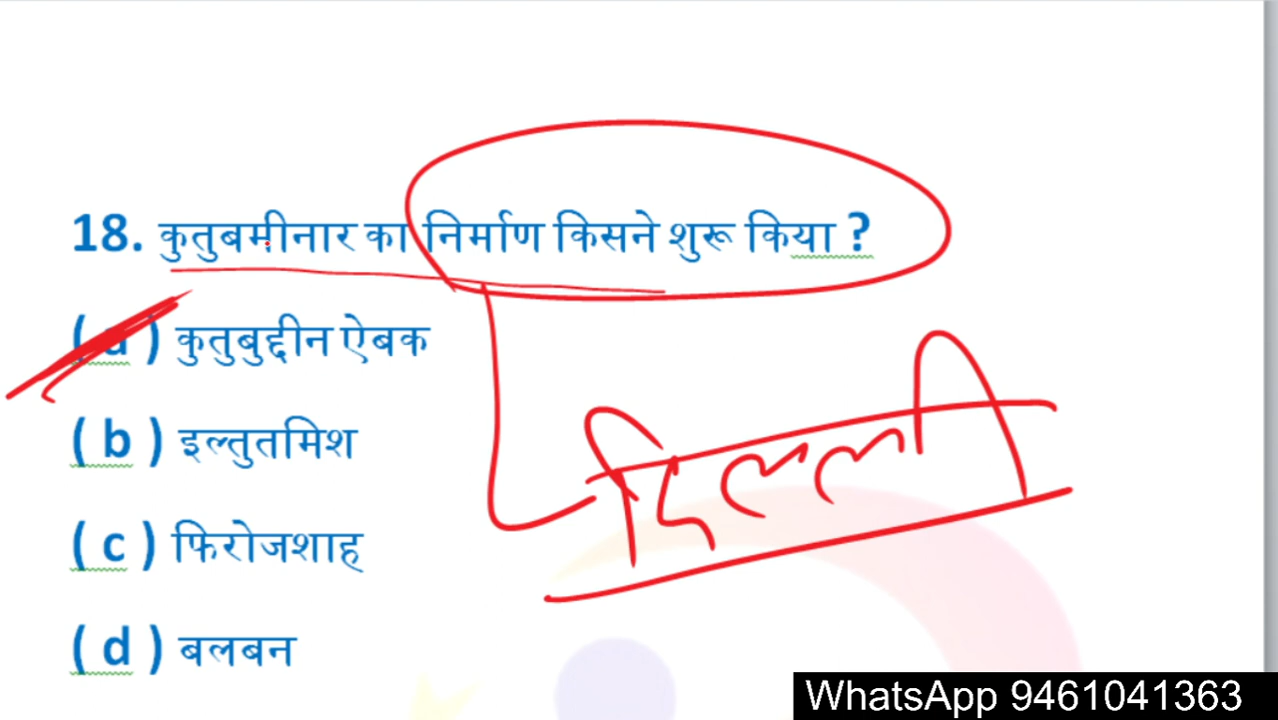 18. कुतुबमीनार का निर्माण किसने शुरू किया ?
( a ) कुतुबुद्दीन ऐबक
( b ) इल्तुतमिश
दिल्ली
( c ) फिरोजशाह
( d ) बलबन
WhatsApp 9461041363